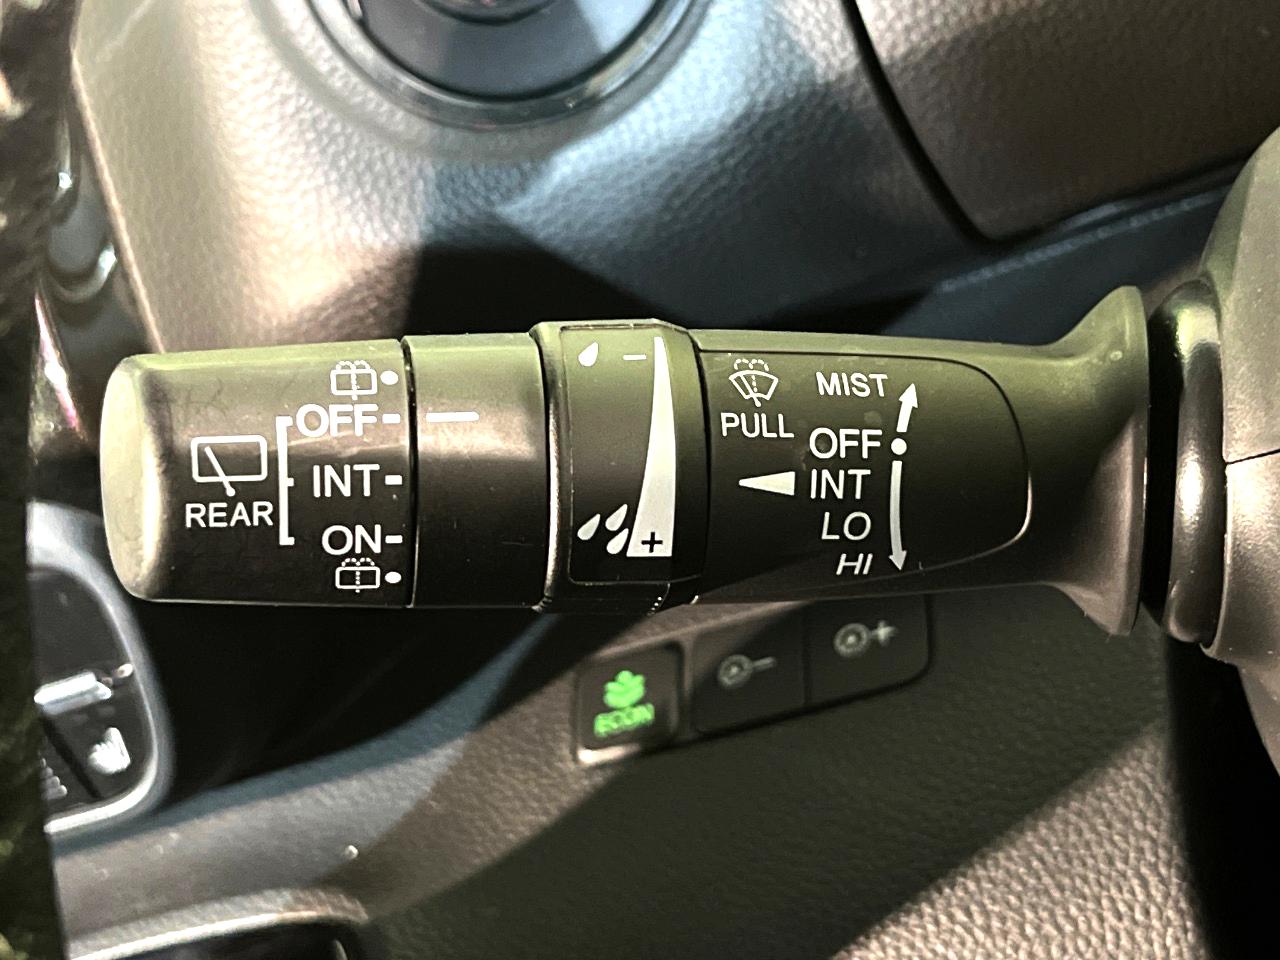 REAR
OFF
INT
ON
−
+
PULL
MIST
OFF
INT
LO
HI
ECON
−
+